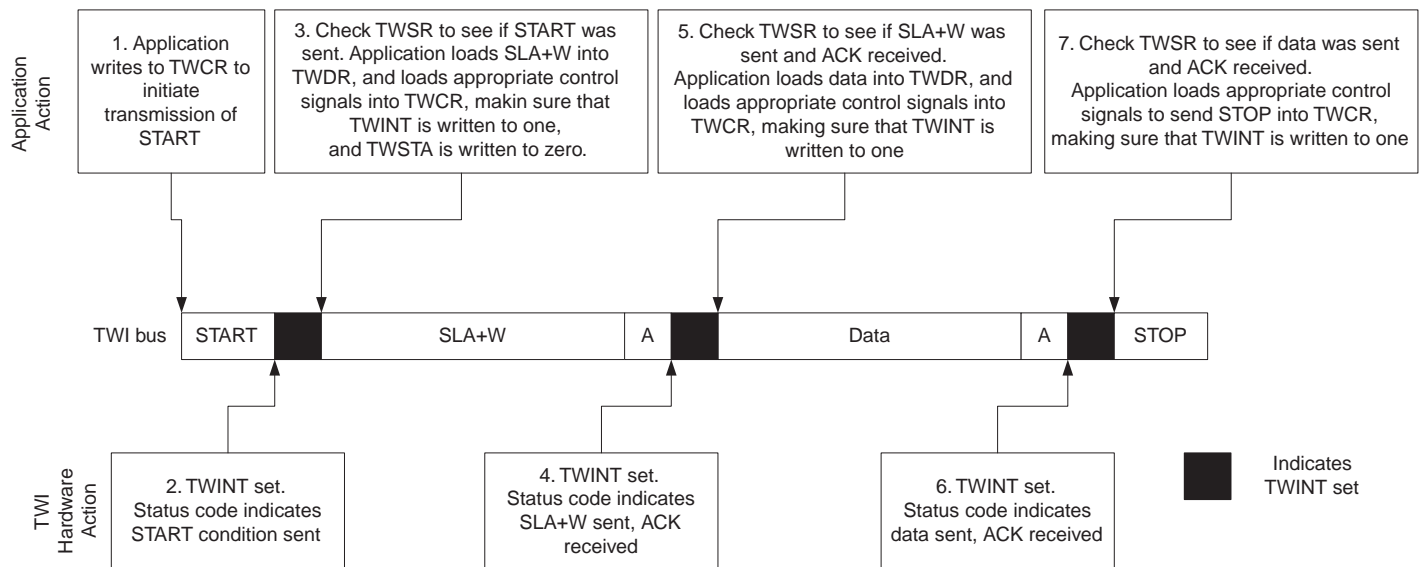 Application
Action
1. Application
writes to TWCR to
initiate
transmission of
START
3. Check TWSR to see if START was
sent. Application loads SLA+W into
TWDR, and loads appropriate control
signals into TWCR, makin sure that
TWINT is written to one,
and TWSTA is written to zero.
5. Check TWSR to see if SLA+W was
sent and ACK received.
Application loads data into TWDR, and
loads appropriate control signals into
TWCR, making sure that TWINT is
written to one
7. Check TWSR to see if data was sent
and ACK received.
Application loads appropriate control
signals to send STOP into TWCR,
making sure that TWINT is written to one
TWI bus
START
SLA+W
A
Data
A
STOP
TWI
Hardware
Action
2. TWINT set.
Status code indicates
START condition sent
4. TWINT set.
Status code indicates
SLA+W sent, ACK
received
6. TWINT set.
Status code indicates
data sent, ACK received
Indicates
TWINT set